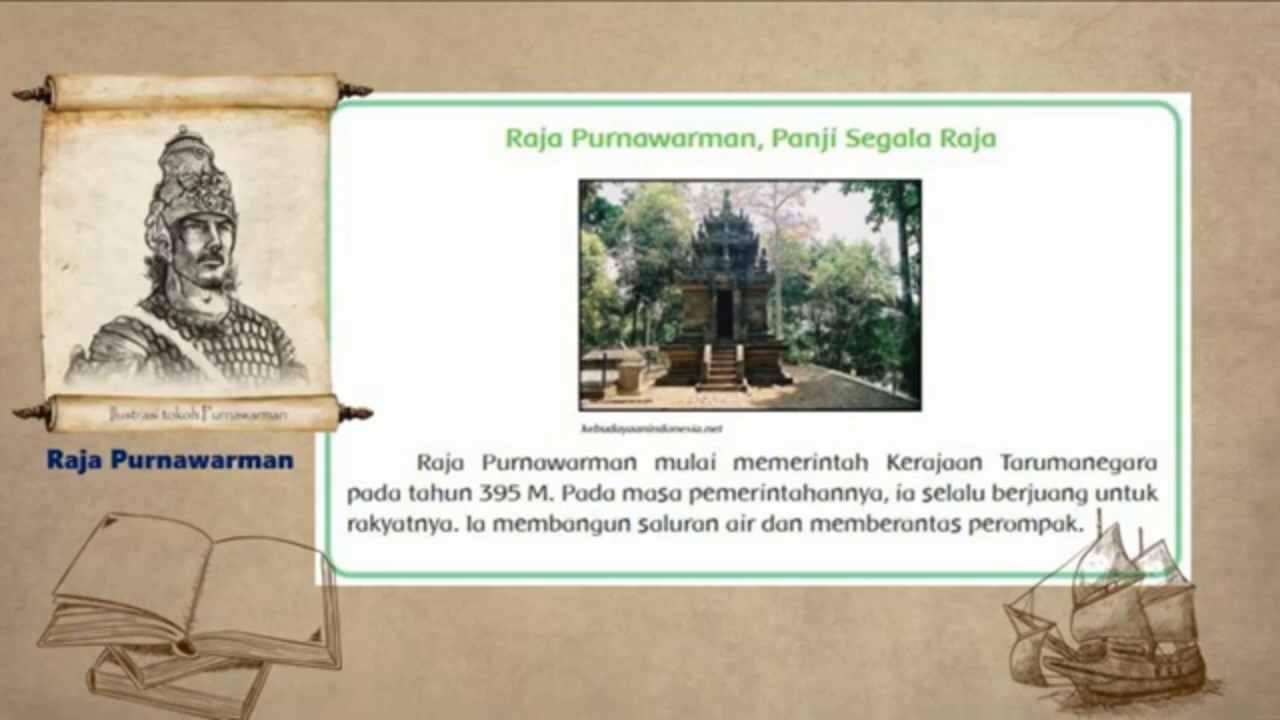 Raja Purnawarman, Panji Segala Raja
Ilustrasi tokoh Purnawarman
Raja Purnawarman
kebudayaanindonesia.net
Raja Purnawarman mulai memerintah Kerajaan Tarumanegara
pada tahun 395 M. Pada masa pemerintahannya, ia selalu berjuang untuk
rakyatnya. Ia membangun saluran air dan memberantas perompak.